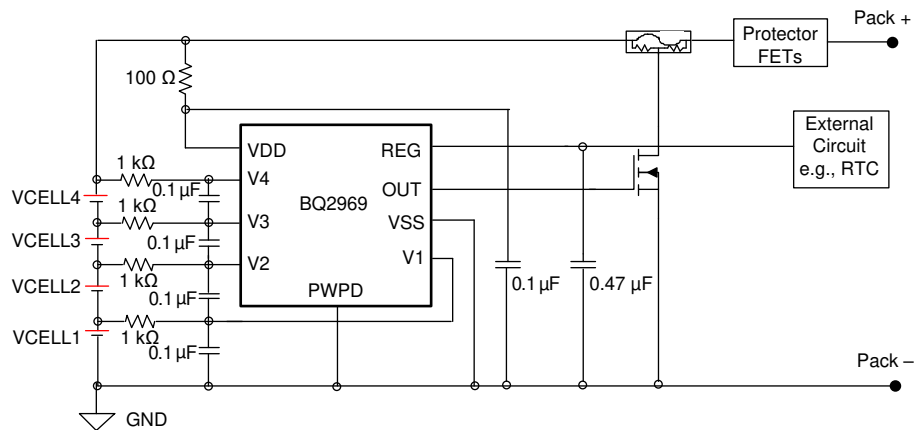 Pack +
Protector
FETs
100 Ω
External
Circuit
e.g., RTC
VDD
REG
1 kΩ
V4
0.1 µF
OUT
VCELL4
1 kΩ
BQ2969
V3
VSS
VCELL3
0.1 µF
V2
V1
1 kΩ
VCELL2
0.1 µF
PWPD
0.1 µF
0.47 µF
VCELL1
1 kΩ
0.1 µF
Pack –
GND